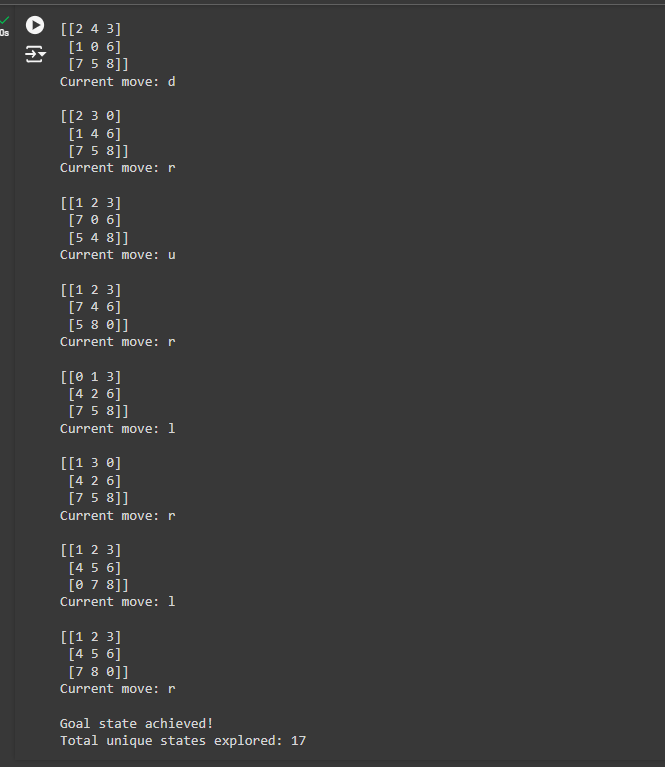 0s
[[2 4 3]
 [1 0 6]
 [7 5 8]]
Current move: d

[[2 3 0]
 [1 4 6]
 [7 5 8]]
Current move: r

[[1 2 3]
 [7 0 6]
 [5 4 8]]
Current move: u

[[1 2 3]
 [7 4 6]
 [5 8 0]]
Current move: r

[[0 1 3]
 [4 2 6]
 [7 5 8]]
Current move: l

[[1 3 0]
 [4 2 6]
 [7 5 8]]
Current move: r

[[1 2 3]
 [4 5 6]
 [0 7 8]]
Current move: l

[[1 2 3]
 [4 5 6]
 [7 8 0]]
Current move: r

Goal state achieved!
Total unique states explored: 17